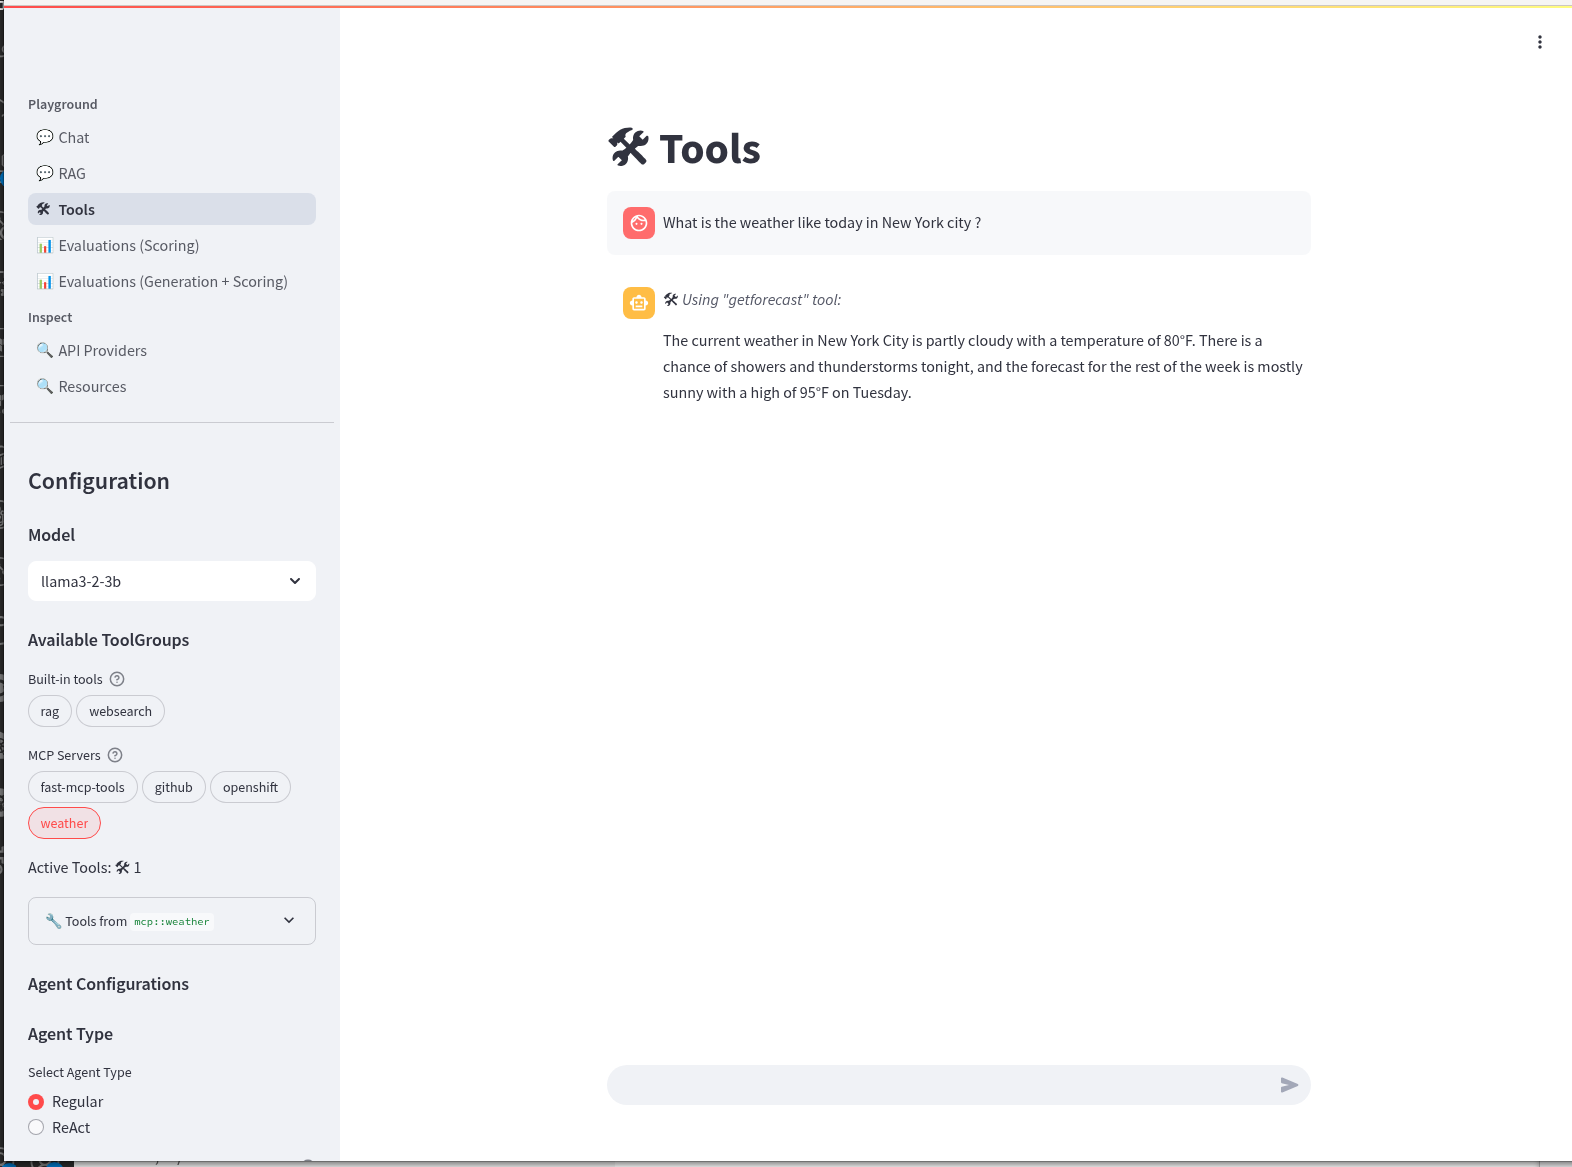 Playground
Chat
RAG
Tools
Evaluations (Scoring)
Evaluations (Generation + Scoring)
Inspect
API Providers
Resources
Configuration
Model
llama3-2-3b
Available ToolGroups
Built-in tools
rag
websearch
MCP Servers
fast-mcp-tools
github
openshift
weather
Active Tools: 🛠 1
Tools from mcp::weather
Agent Configurations
Agent Type
Select Agent Type
Regular
ReAct
Tools
What is the weather like today in New York city ?
Using "getforecast" tool:
The current weather in New York City is partly cloudy with a temperature of 80°F. There is a
chance of showers and thunderstorms tonight, and the forecast for the rest of the week is mostly
sunny with a high of 95°F on Tuesday.